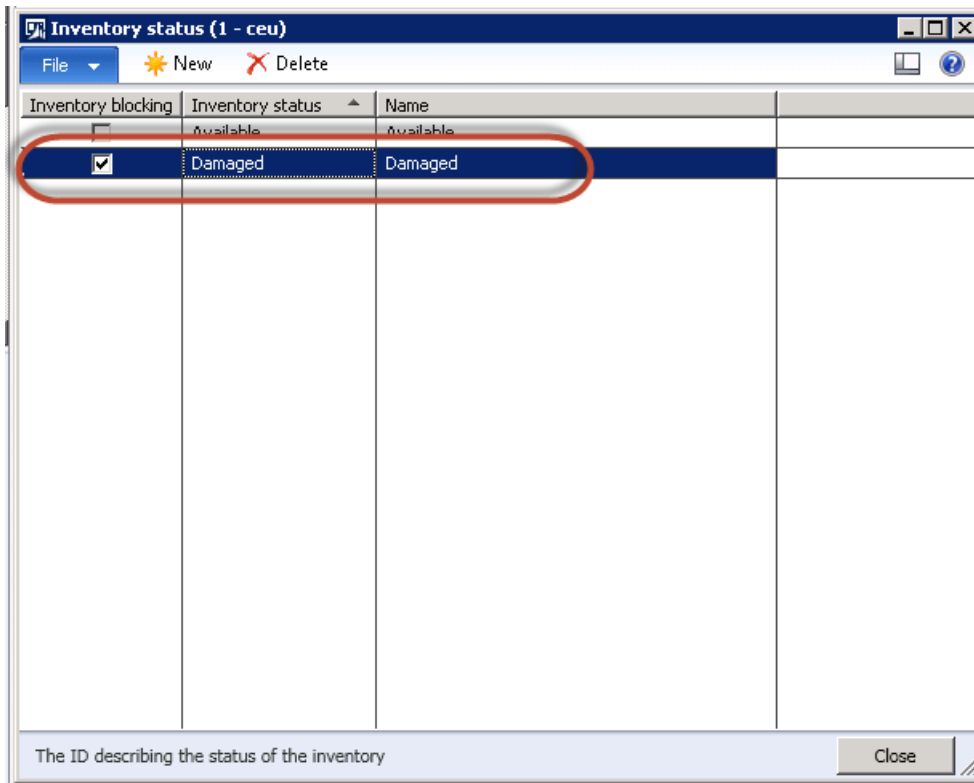 Inventory status (1 - ceu)
File New Delete
Inventory blocking Inventory status Name
Available Available
Damaged Damaged
The ID describing the status of the inventory Close